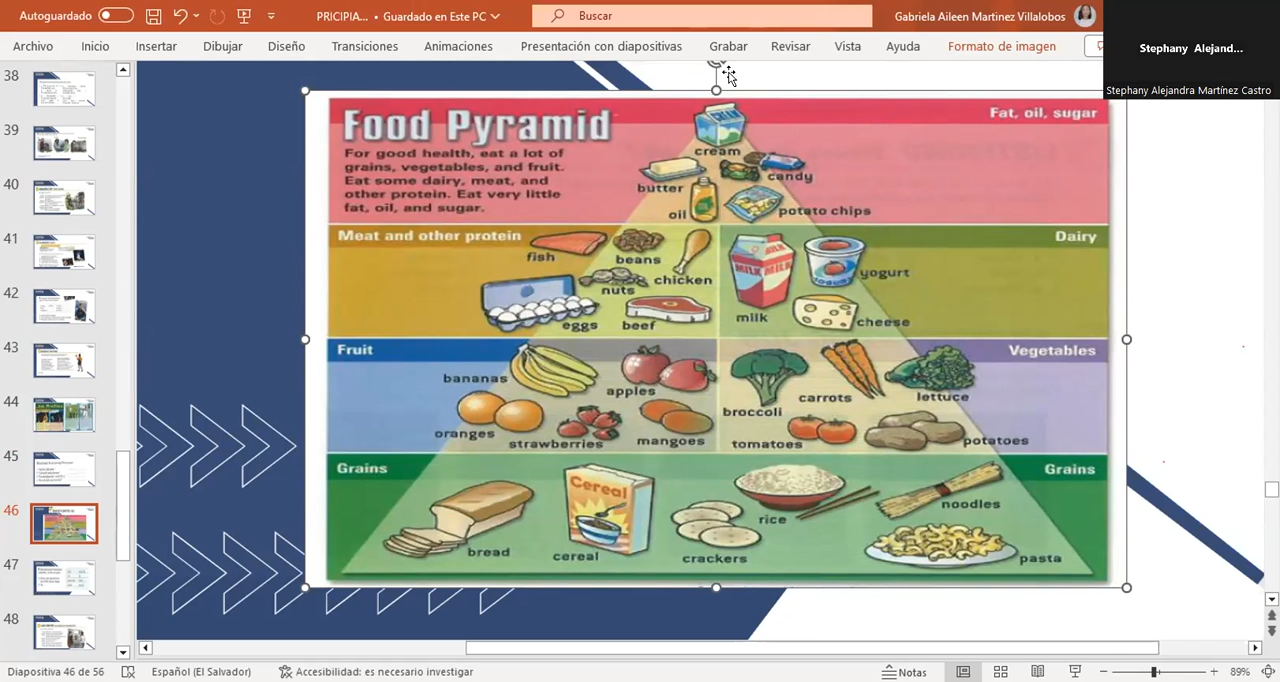 Autoguardado
PRICIPIA... • Guardado en Este PC
Buscar
Gabriela Aileen Martinez Villalobos
Archivo Inicio Insertar Dibujar Diseño Transiciones Animaciones Presentación con diapositivas Grabar Revisar Vista Ayuda Formato de imagen
Stephany Alejand...
Stephany Alejandra Martínez Castro
38
39
40
41
42
43
44
45
46
47
48
Food Pyramid
For good health, eat a lot of
grains, vegetables, and fruit.
Eat some dairy, meat, and
other protein. Eat very little
fat, oil, and sugar.
Fat, oil, sugar
CREAM
cream
butter
candy
oil
potato chips
Meat and other protein
fish
beans
chicken
nuts
eggs
beef
Dairy
MILK MILK
milk
yogurt
cheese
Fruit
bananas
apples
oranges
strawberries
mangoes
Vegetables
broccoli
carrots
lettuce
tomatoes
potatoes
Grains
Grains
bread
Cereal
cereal
crackers
rice
noodles
pasta
Diapositiva 46 de 56
Español (El Salvador)
Accesibilidad: es necesario investigar
Notas
89%